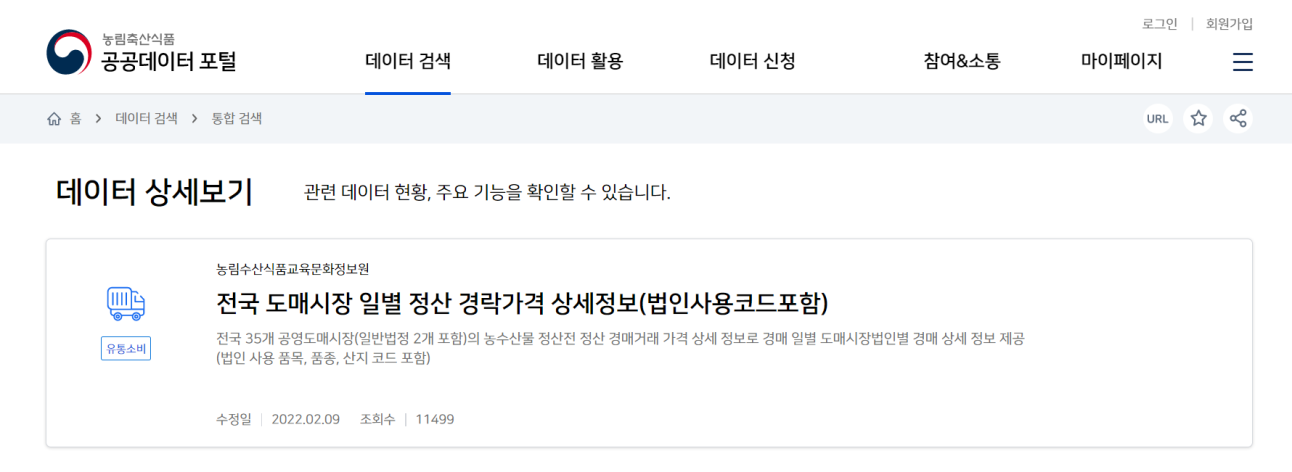 로그인 회원가입
농림축산식품
공공데이터 포털
데이터 검색 데이터 활용 데이터 신청 참여&소통 마이페이지
홈 > 데이터 검색 > 통합 검색
URL
데이터 상세보기 관련 데이터 현황, 주요 기능을 확인할 수 있습니다.
농림수산식품교육문화정보원
전국 도매시장 일별 정산 경락가격 상세정보(법인사용코드포함)
유통소비
전국 35개 공영도매시장(일반법정 2개 포함)의 농수산물 정산전 정산 경매거래 가격 상세 정보로 경매 일별 도매시장법인별 경매 상세 정보 제공
(법인 사용 품목, 품종, 산지 코드 포함)
수정일 | 2022.02.09 조회수 | 11499